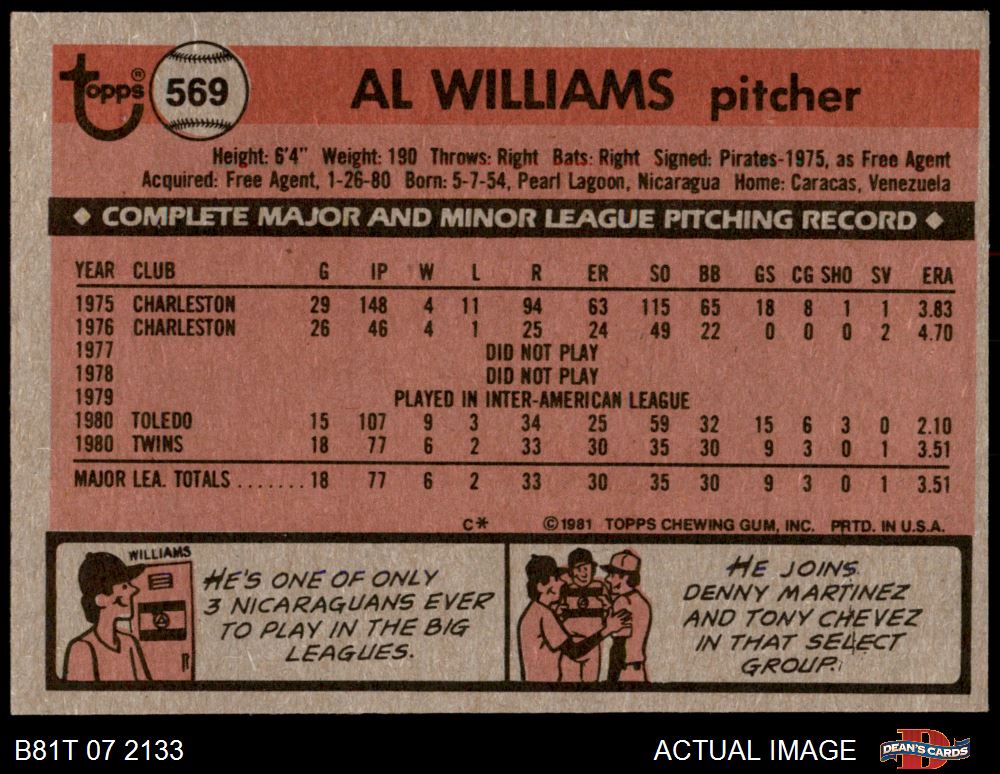 topps® 569 AL WILLIAMS pitcher
Height: 6'4" Weight: 190 Throws: Right Bats: Right Signed: Pirates-1975, as Free Agent
Acquired: Free Agent, 1-26-80 Born: 5-7-54, Pearl Lagoon, Nicaragua Home: Caracas, Venezuela
◆ COMPLETE MAJOR AND MINOR LEAGUE PITCHING RECORD ◆
YEAR CLUB G IP W L R ER SO BB GS CG SHO SV ERA
1975 CHARLESTON 29 148 4 11 94 63 115 65 18 8 1 1 3.83
1976 CHARLESTON 26 46 4 1 25 24 49 22 0 0 0 2 4.70
1977 DID NOT PLAY
1978 DID NOT PLAY
1979 PLAYED IN INTER-AMERICAN LEAGUE
1980 TOLEDO 15 107 9 3 34 25 59 32 15 6 3 0 2.10
1980 TWINS 18 77 6 2 33 30 35 30 9 3 0 1 3.51
MAJOR LEA. TOTALS ....... 18 77 6 2 33 30 35 30 9 3 0 1 3.51
C* ©1981 TOPPS CHEWING GUM, INC. PRTD. IN U.S.A.
WILLIAMS
HE'S ONE OF ONLY
3 NICARAGUANS EVER
TO PLAY IN THE BIG
LEAGUES.
HE JOINS
DENNY MARTINEZ
AND TONY CHEVEZ
IN THAT SELECT
GROUP.
B81T 07 2133 ACTUAL IMAGE DEAN'S CARDS